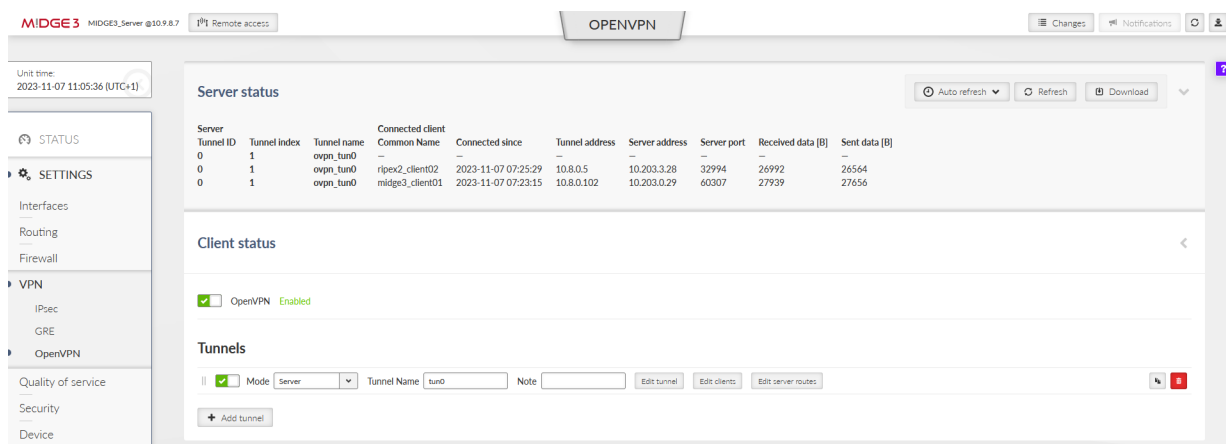 M!DGE3 MIDGE3_Server @10.9.8.7 Remote access OPENVPN Changes Notifications
Unit time:
2023-11-07 11:05:36 (UTC+1)
?
Server status Auto refresh Refresh Download
STATUS
SETTINGS
Interfaces
Routing
Firewall
VPN
IPsec
GRE
OpenVPN
Quality of service
Security
Device
Server Connected client
Tunnel ID Tunnel index Tunnel name Common Name Connected since Tunnel address Server address Server port Received data [B] Sent data [B]
0 1 ovpn_tun0 — — — — — — —
0 1 ovpn_tun0 ripex2_client02 2023-11-07 07:25:29 10.8.0.5 10.203.3.28 32994 26992 26564
0 1 ovpn_tun0 midge3_client01 2023-11-07 07:23:15 10.8.0.102 10.203.0.29 60307 27939 27656
Client status
OpenVPN Enabled
Tunnels
Mode Server Tunnel Name tun0 Note Edit tunnel Edit clients Edit server routes
+ Add tunnel